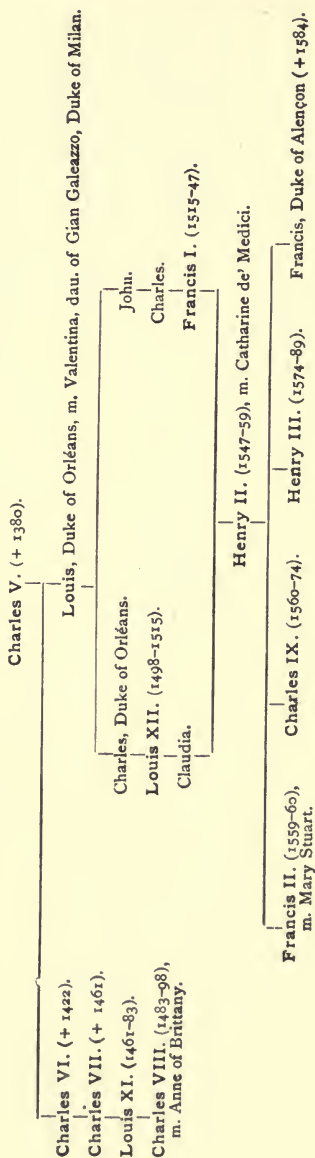 Charles V. (+ 1380).
Louis, Duke of Orléans, m. Valentina, dau. of Gian Galeazzo, Duke of Milan.
Charles VI. (+ 1422).
Charles VII. (+ 1461).
Louis XI. (1461-83).
Charles VIII. (1483-98),
m. Anne of Brittany.
Charles, Duke of Orléans.
Louis XII. (1498-1515).
Claudia.
John.
Charles.
Francis I. (1515-47).
Henry II. (1547-59), m. Catharine de' Medici.
Francis II. (1559-60),
m. Mary Stuart.
Charles IX. (1560-74).
Henry III. (1574-89).
Francis, Duke of Alençon (+ 1584).